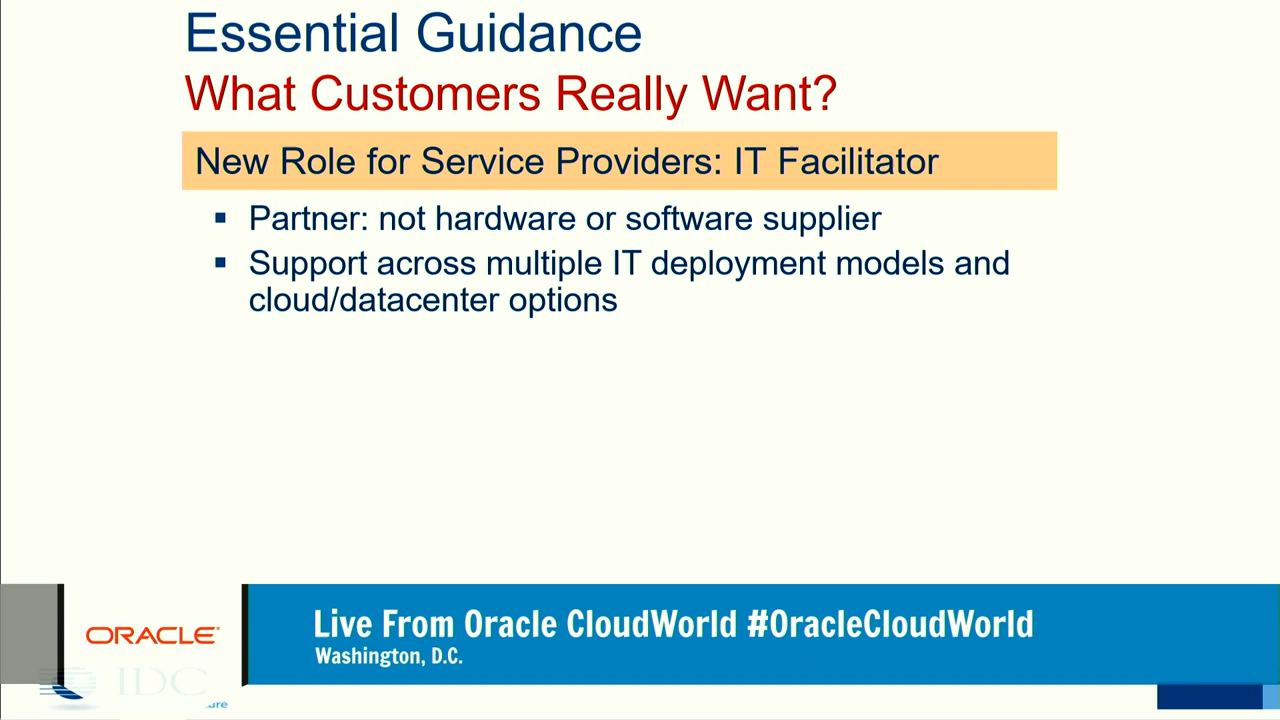 Essential Guidance
What Customers Really Want?
New Role for Service Providers: IT Facilitator
▪ Partner: not hardware or software supplier
▪ Support across multiple IT deployment models and
cloud/datacenter options
Live From Oracle CloudWorld #OracleCloudWorld
ORACLE
Washington, D.C.
IDC